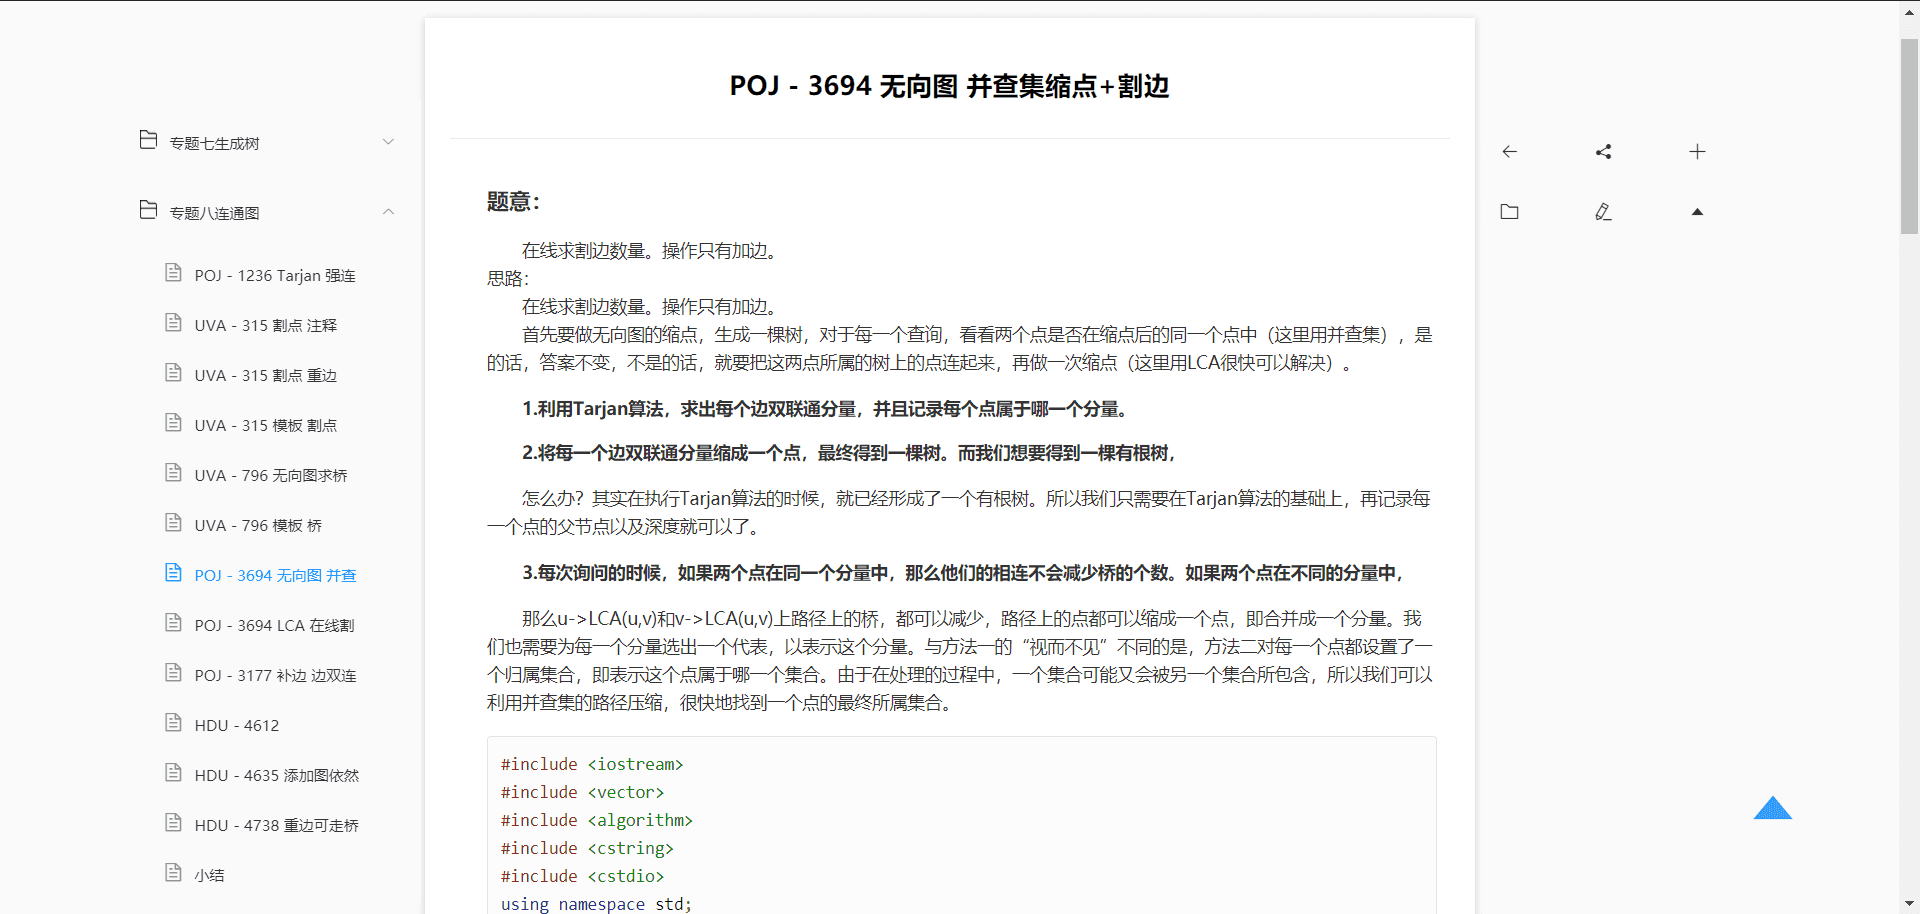 专题七生成树
专题八连通图
POJ - 1236 Tarjan 强连
UVA - 315 割点 注释
UVA - 315 割点 重边
UVA - 315 模板 割点
UVA - 796 无向图求桥
UVA - 796 模板 桥
POJ - 3694 无向图 并查
POJ - 3694 LCA 在线割
POJ - 3177 补边 边双连
HDU - 4612
HDU - 4635 添加图依然
HDU - 4738 重边可走桥
小结
POJ - 3694 无向图 并查集缩点+割边
题意：
在线求割边数量。操作只有加边。
思路：
在线求割边数量。操作只有加边。
首先要做无向图的缩点，生成一棵树，对于每一个查询，看看两个点是否在缩点后的同一个点中（这里用并查集），是
的话，答案不变，不是的话，就要把这两点所属的树上的点连起来，再做一次缩点（这里用LCA很快可以解决）。
1.利用Tarjan算法，求出每个边双联通分量，并且记录每个点属于哪一个分量。
2.将每一个边双联通分量缩成一个点，最终得到一棵树。而我们想要得到一棵有根树，
怎么办？其实在执行Tarjan算法的时候，就已经形成了一个有根树。所以我们只需要在Tarjan算法的基础上，再记录每
一个点的父节点以及深度就可以了。
3.每次询问的时候，如果两个点在同一个分量中，那么他们的相连不会减少桥的个数。如果两个点在不同的分量中，
那么u->LCA(u,v)和v->LCA(u,v)上路径上的桥，都可以减少，路径上的点都可以缩成一个点，即合并成一个分量。我
们也需要为每一个分量选出一个代表，以表示这个分量。与方法一的“视而不见”不同的是，方法二对每一个点都设置了一
个归属集合，即表示这个点属于哪一个集合。由于在处理的过程中，一个集合可能又会被另一个集合所包含，所以我们可以
利用并查集的路径压缩，很快地找到一个点的最终所属集合。
#include <iostream>
#include <vector>
#include <algorithm>
#include <cstring>
#include <cstdio>
using namespace std;